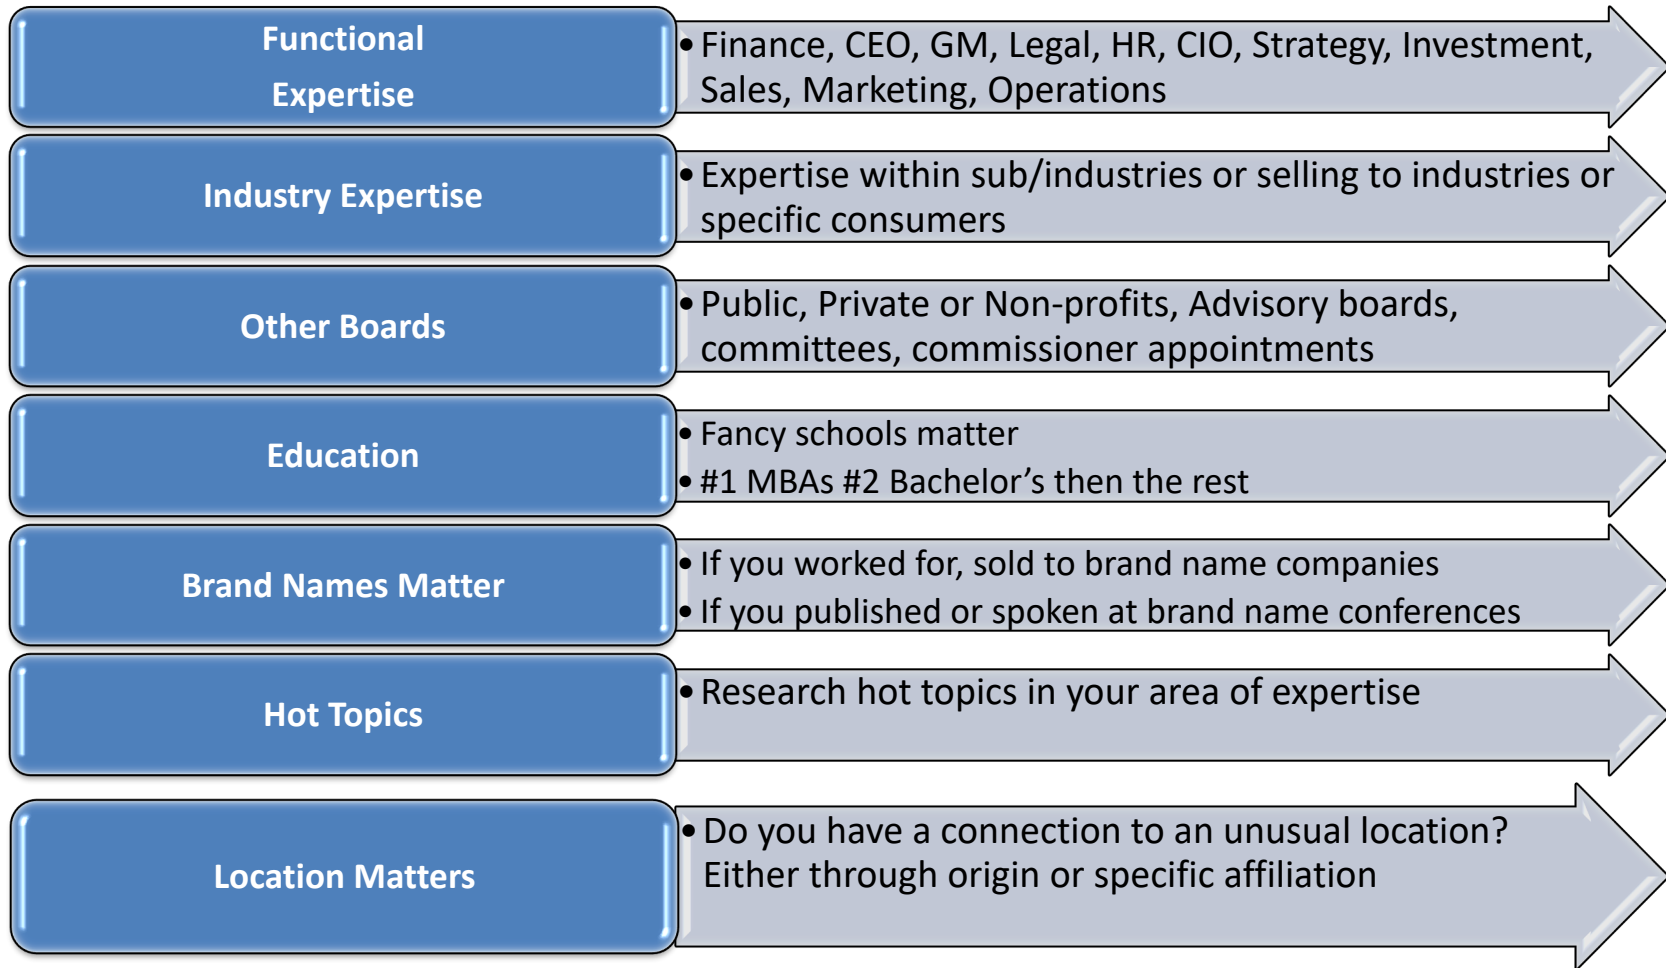 Functional
Expertise
• Finance, CEO, GM, Legal, HR, CIO, Strategy, Investment,
Sales, Marketing, Operations
Industry Expertise
• Expertise within sub/industries or selling to industries or
specific consumers
Other Boards
• Public, Private or Non-profits, Advisory boards,
committees, commissioner appointments
Education
• Fancy schools matter
• #1 MBAs #2 Bachelor’s then the rest
Brand Names Matter
• If you worked for, sold to brand name companies
• If you published or spoken at brand name conferences
Hot Topics
• Research hot topics in your area of expertise
Location Matters
• Do you have a connection to an unusual location?
Either through origin or specific affiliation